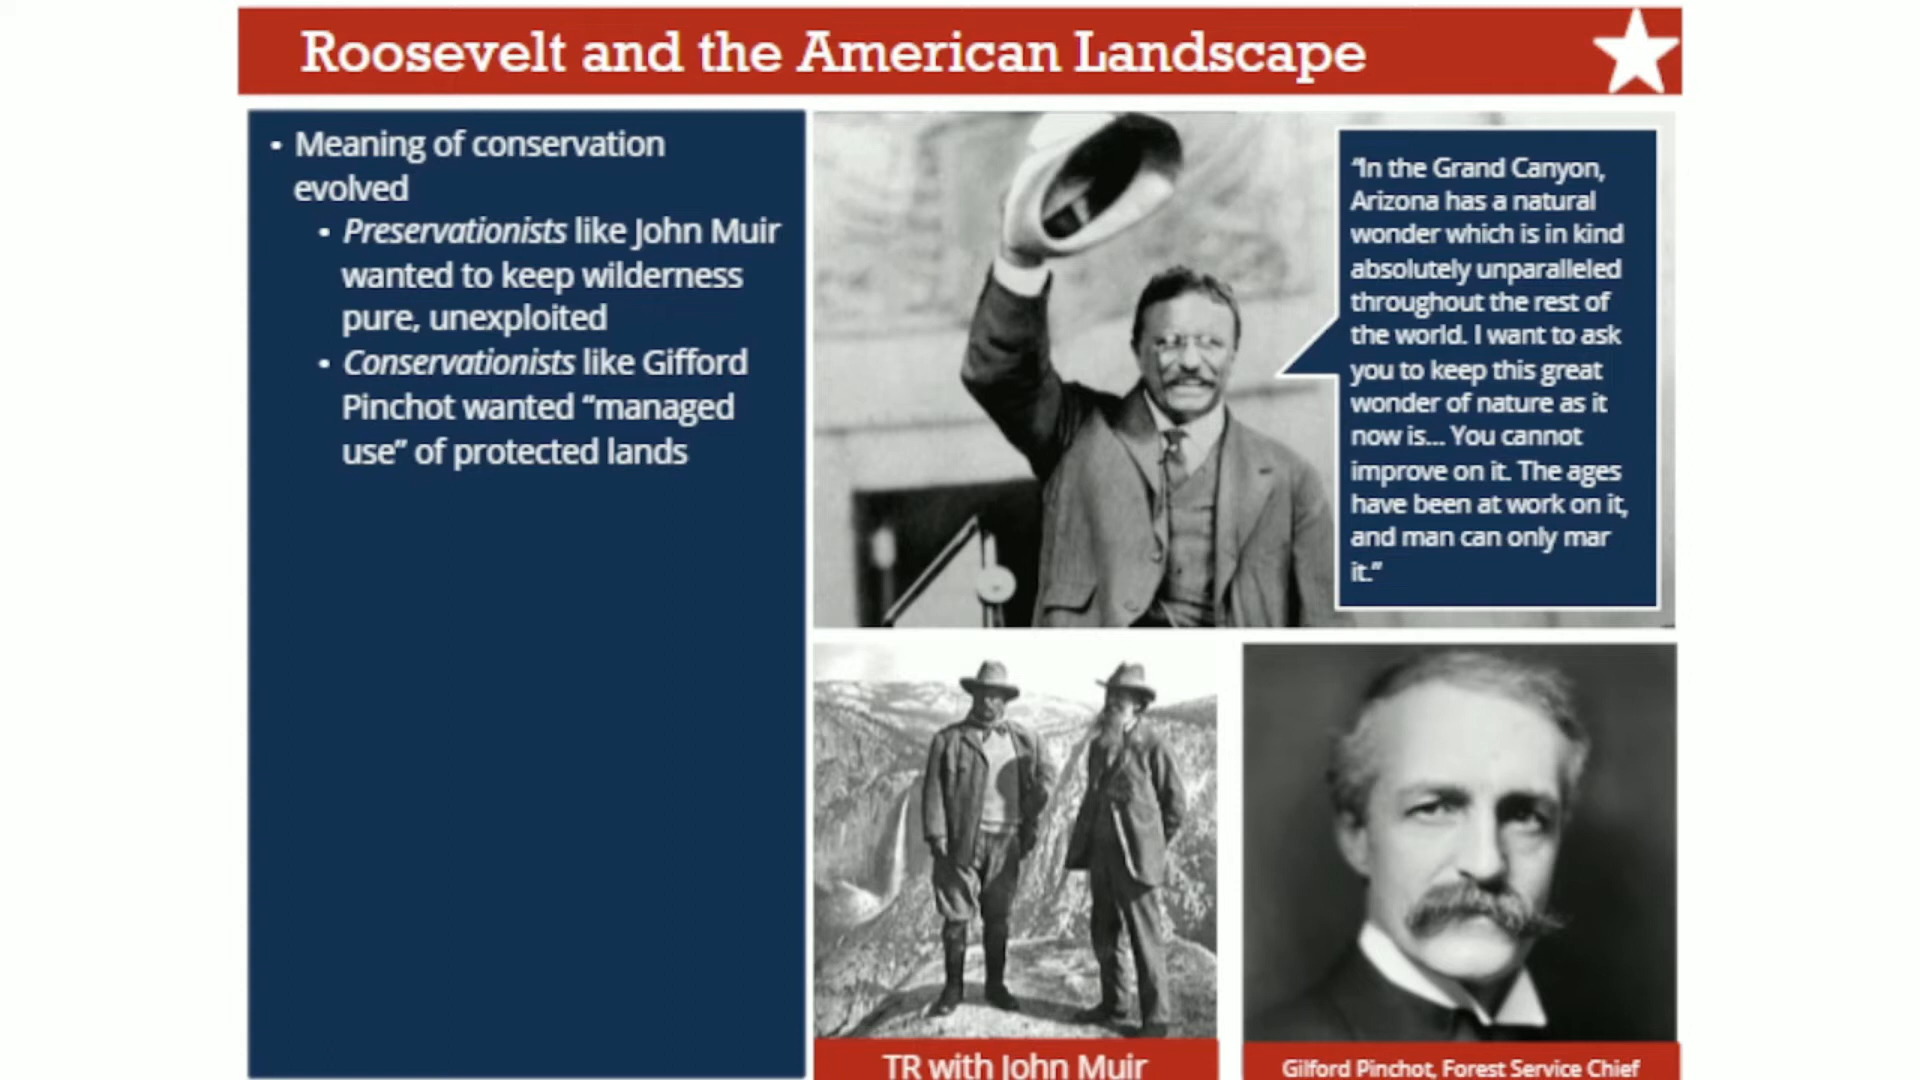 Roosevelt and the American Landscape
• Meaning of conservation
evolved
• Preservationists like John Muir
wanted to keep wilderness
pure, unexploited
• Conservationists like Gifford
Pinchot wanted “managed
use” of protected lands
“In the Grand Canyon,
Arizona has a natural
wonder which is in kind
absolutely unparalleled
throughout the rest of
the world. I want to ask
you to keep this great
wonder of nature as it
now is... You cannot
improve on it. The ages
have been at work on it,
and man can only mar
it.”
TR with John Muir
Gilford Pinchot, Forest Service Chief